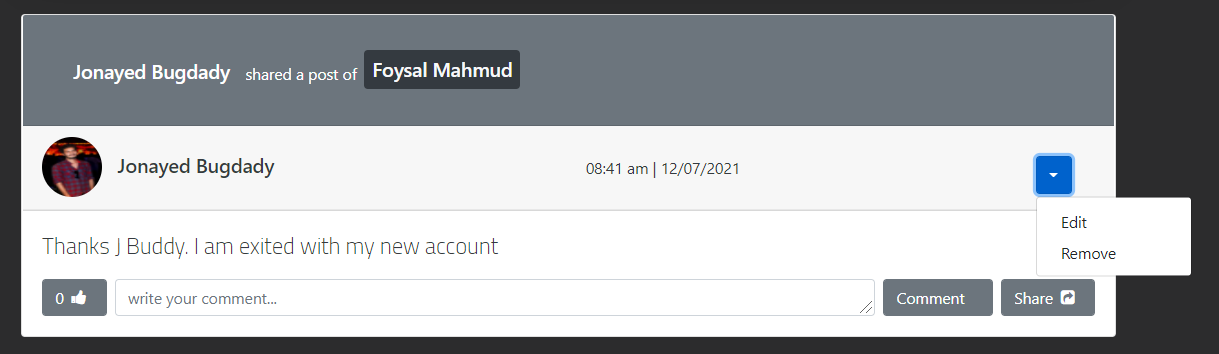 Jonayed Bugdady shared a post of Foysal Mahmud
Jonayed Bugdady 08:41 am | 12/07/2021
Edit
Remove
Thanks J Buddy. I am exited with my new account
0 write your comment... Comment Share